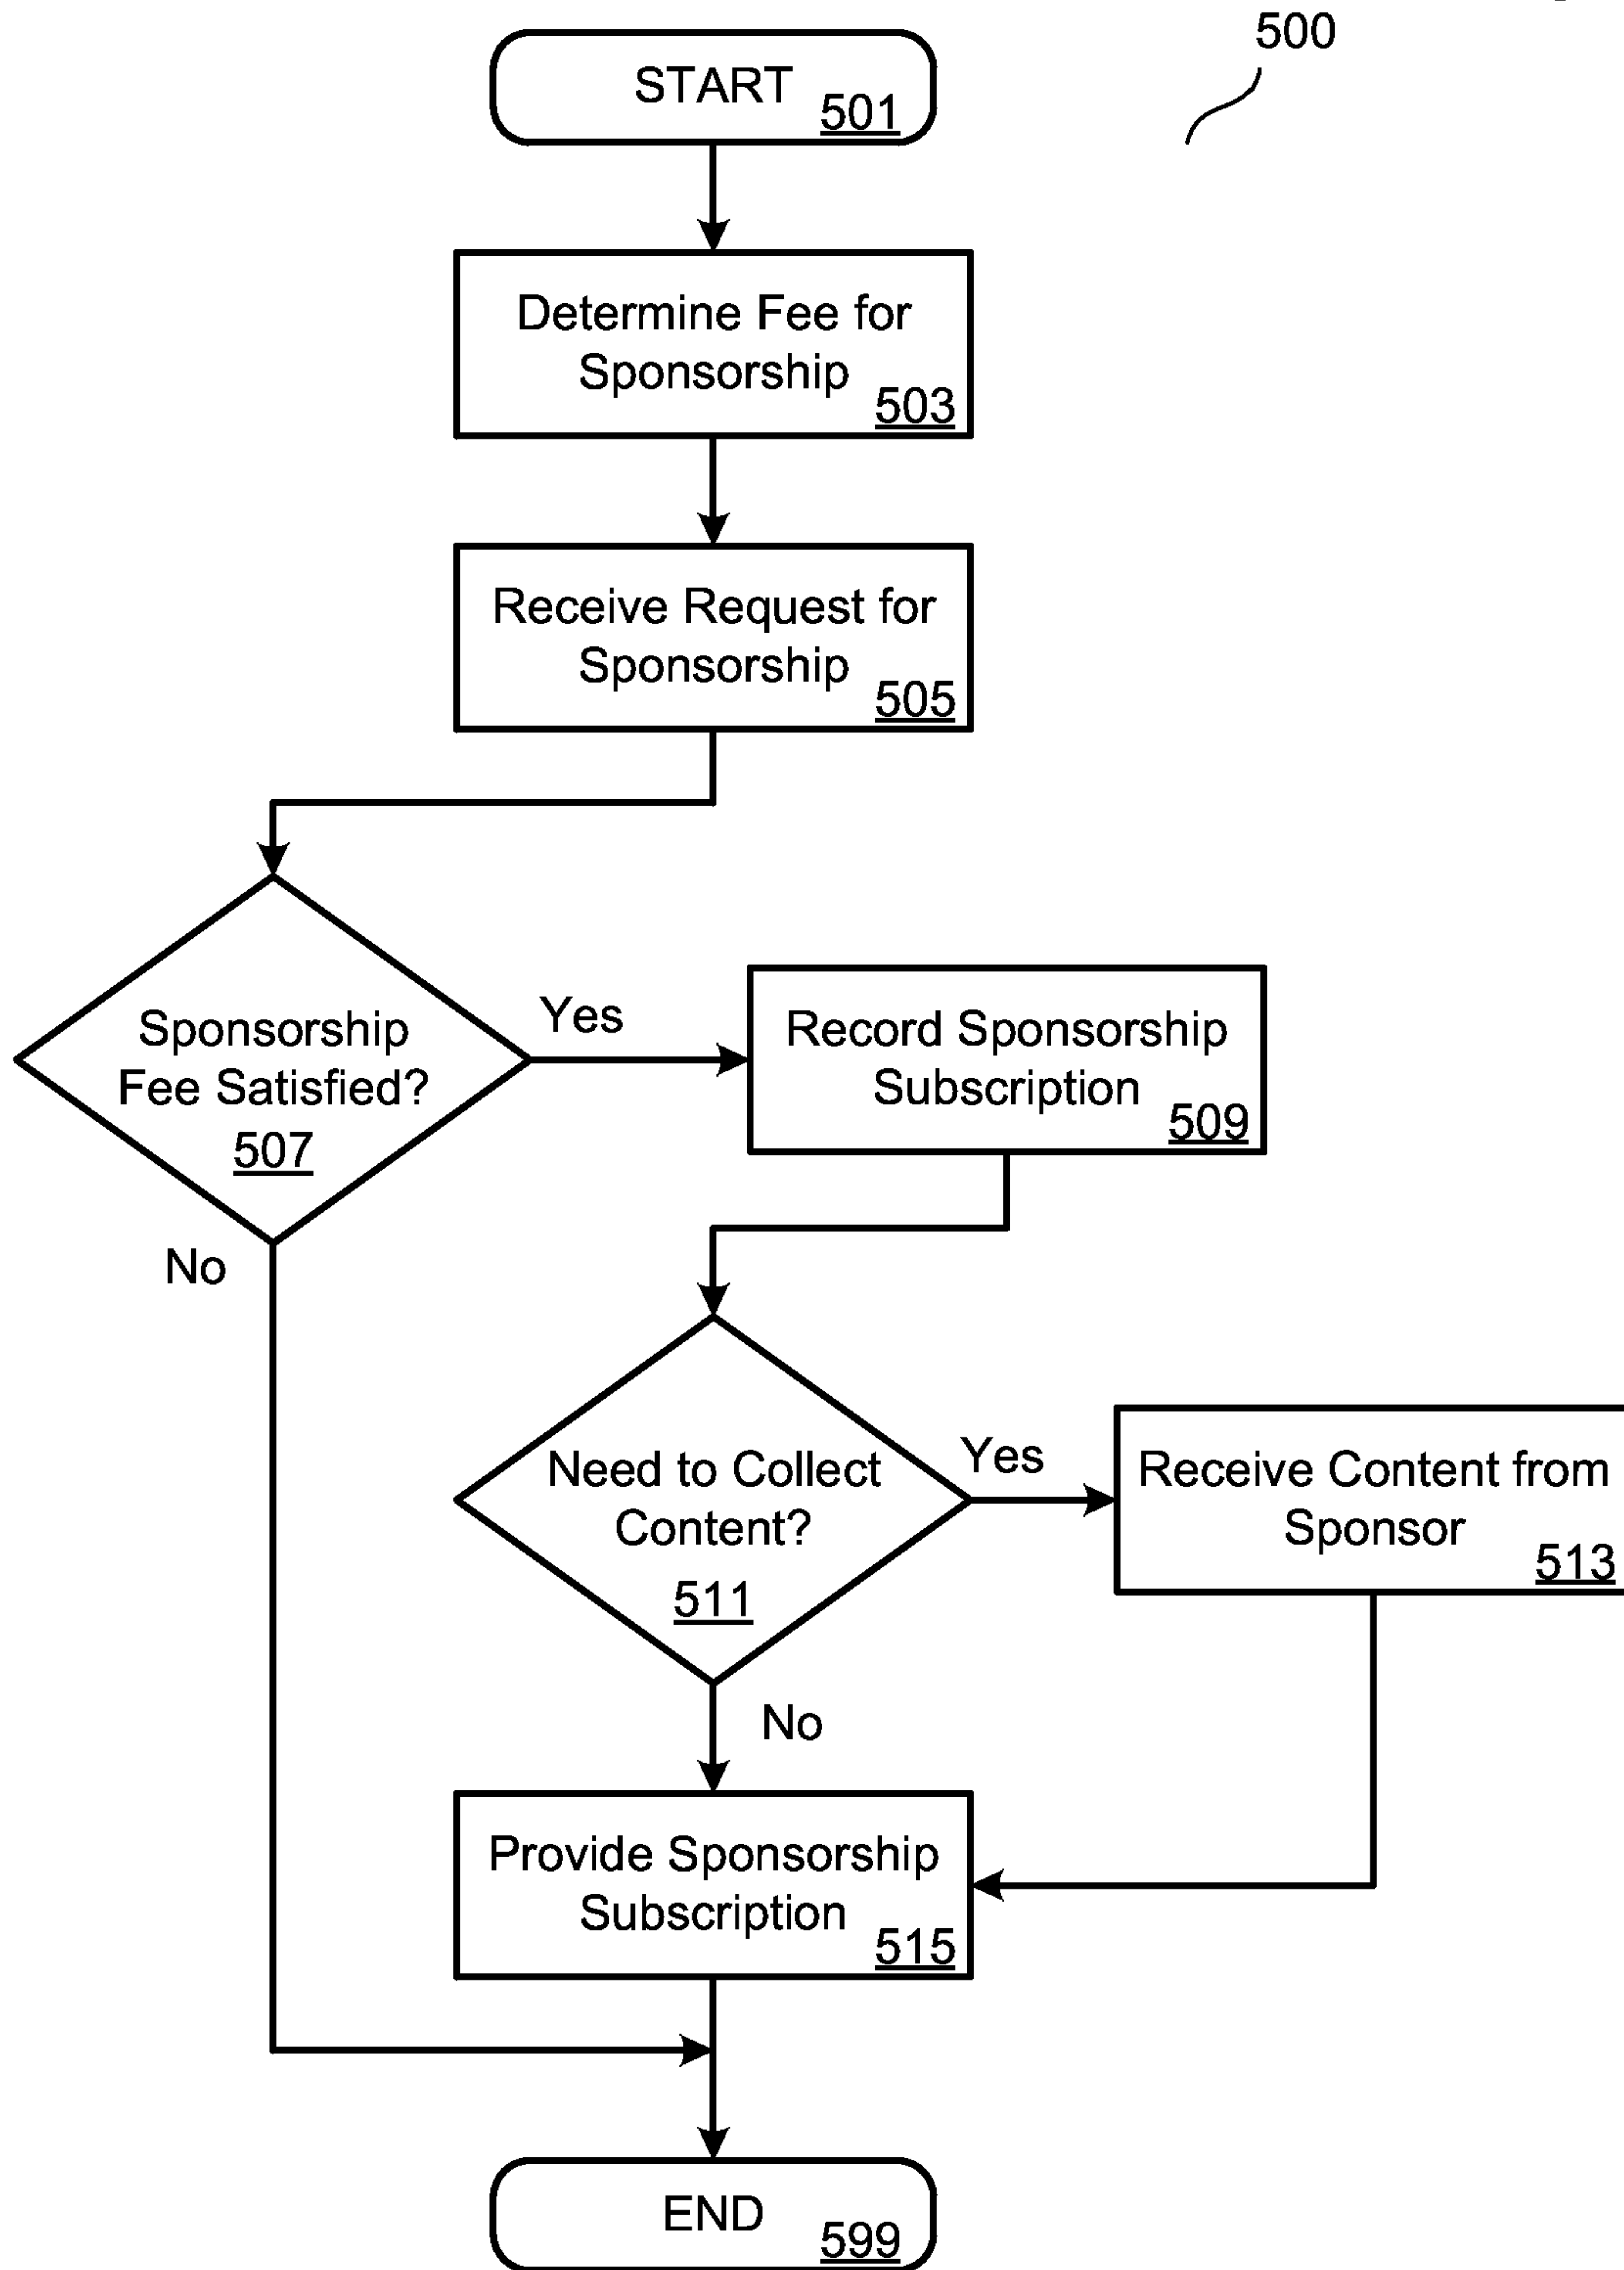 500
START
501
Determine Fee for
Sponsorship
503
Receive Request for
Sponsorship
505
Sponsorship
Fee Satisfied?
507
Yes
No
Record Sponsorship
Subscription
509
Need to Collect
Content?
511
Yes
No
Receive Content from
Sponsor
513
Provide Sponsorship
Subscription
515
END
599